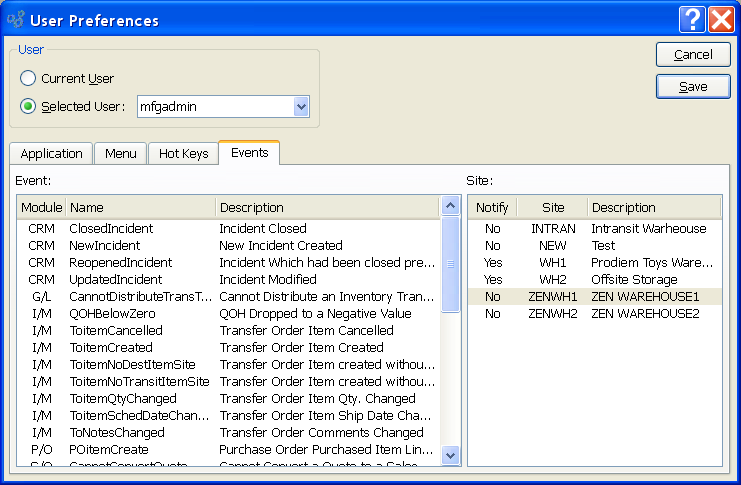 User Preferences
User
Current User
Selected User: mfgadmin
Cancel
Save
Application Menu Hot Keys Events
Event:
Module Name Description
CRM ClosedIncident Incident Closed
CRM NewIncident New Incident Created
CRM ReopenedIncident Incident Which had been closed pre...
CRM UpdatedIncident Incident Modified
G/L CannotDistributeTransT... Cannot Distribute an Inventory Tran...
I/M QOHBelowZero QOH Dropped to a Negative Value
I/M ToitemCancelled Transfer Order Item Cancelled
I/M ToitemCreated Transfer Order Item Created
I/M ToitemNoDestItemSite Transfer Order Item created withou...
I/M ToitemNoTransitItemSite Transfer Order Item created withou...
I/M ToitemQtyChanged Transfer Order Item Qty. Changed
I/M ToitemSchedDateChan... Transfer Order Item Ship Date Cha...
I/M ToNotesChanged Transfer Order Comments Changed
P/O POitemCreate Purchase Order Purchased Item Lin...
S/O CannotConvertQuote Cannot Convert a Quote to a Sales
Site:
Notify Site Description
No INTRAN Intransit Warheouse
No NEW Test
Yes WH1 Prodiem Toys Ware...
Yes WH2 Offsite Storage
No ZENWH1 ZEN WAREHOUSE1
No ZENWH2 ZEN WAREHOUSE2